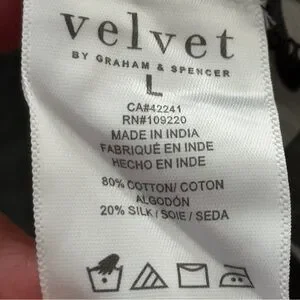 velvet
BY GRAHAM & SPENCER
L
CA#42241
RN#109220
MADE IN INDIA
FABRIQUÉ EN INDE
HECHO EN INDE
80% COTTON/ COTON
ALGODÓN
20% SILK / SOIE / SEDA